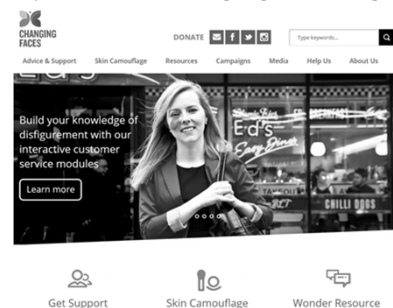 CHANGING
FACES
DONATE
Type keywords...
Advice & Support Skin Camouflage Resources Campaigns Media Help Us About Us
Ed's
Build your knowledge of
disfigurement with our
interactive customer
service modules
Learn more
Ed's
Easy Diner
CHILLI DOGS
Get Support Skin Camouflage Wonder Resource